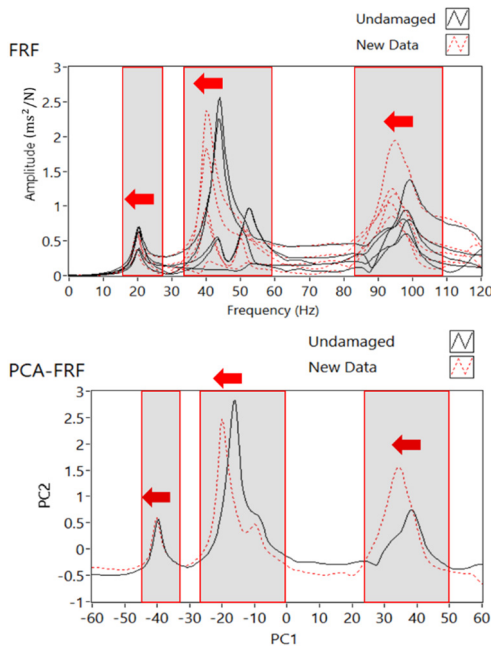 Undamaged
FRF
New Data
Amplitude (ms²/N)
3
2.5
2
1.5
1
0.5
0
0 10 20 30 40 50 60 70 80 90 100 110 120
Frequency (Hz)
Undamaged
PCA-FRF
New Data
PC2
3
2.5
2
1.5
1
0.5
0
-0.5
-1
-60 -50 -40 -30 -20 -10 0 10 20 30 40 50 60
PC1